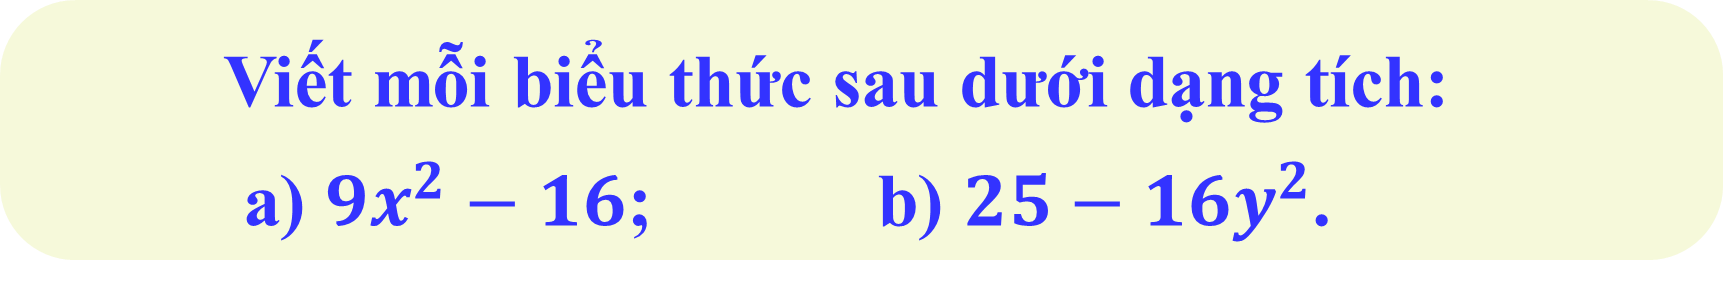 Viết mỗi biểu thức sau dưới dạng tích:
a) 9x² − 16; b) 25 − 16y².